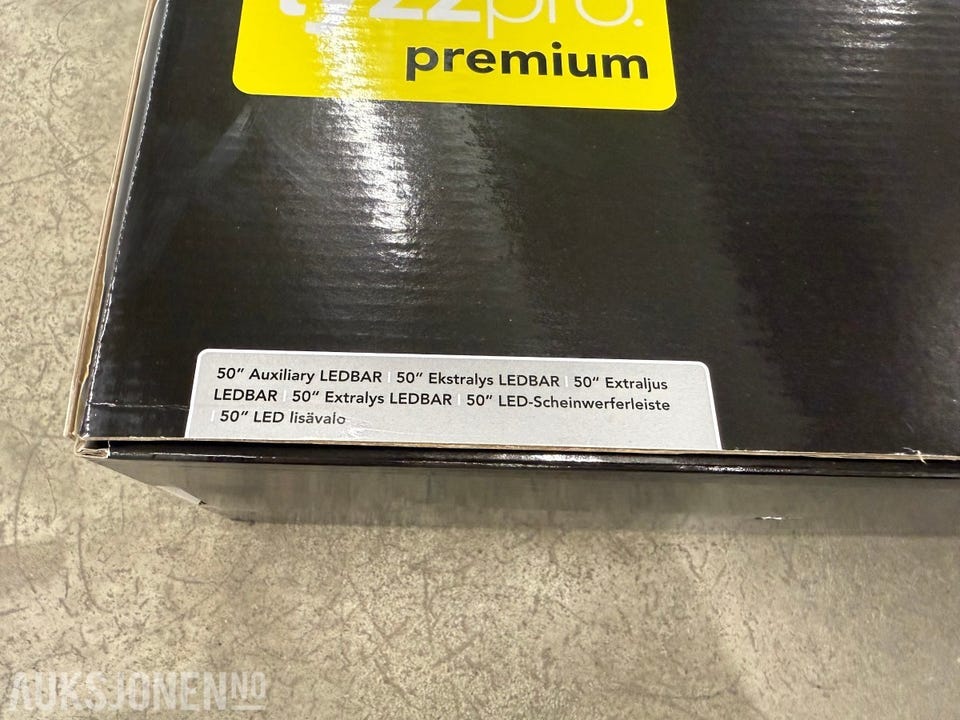 premium
50" Auxiliary LEDBAR | 50" Ekstralys LEDBAR | 50" Extraljus
LEDBAR | 50" Extralys LEDBAR | 50" LED-Scheinwerferleiste
| 50" LED lisävalo
AUKSJONEN.NO